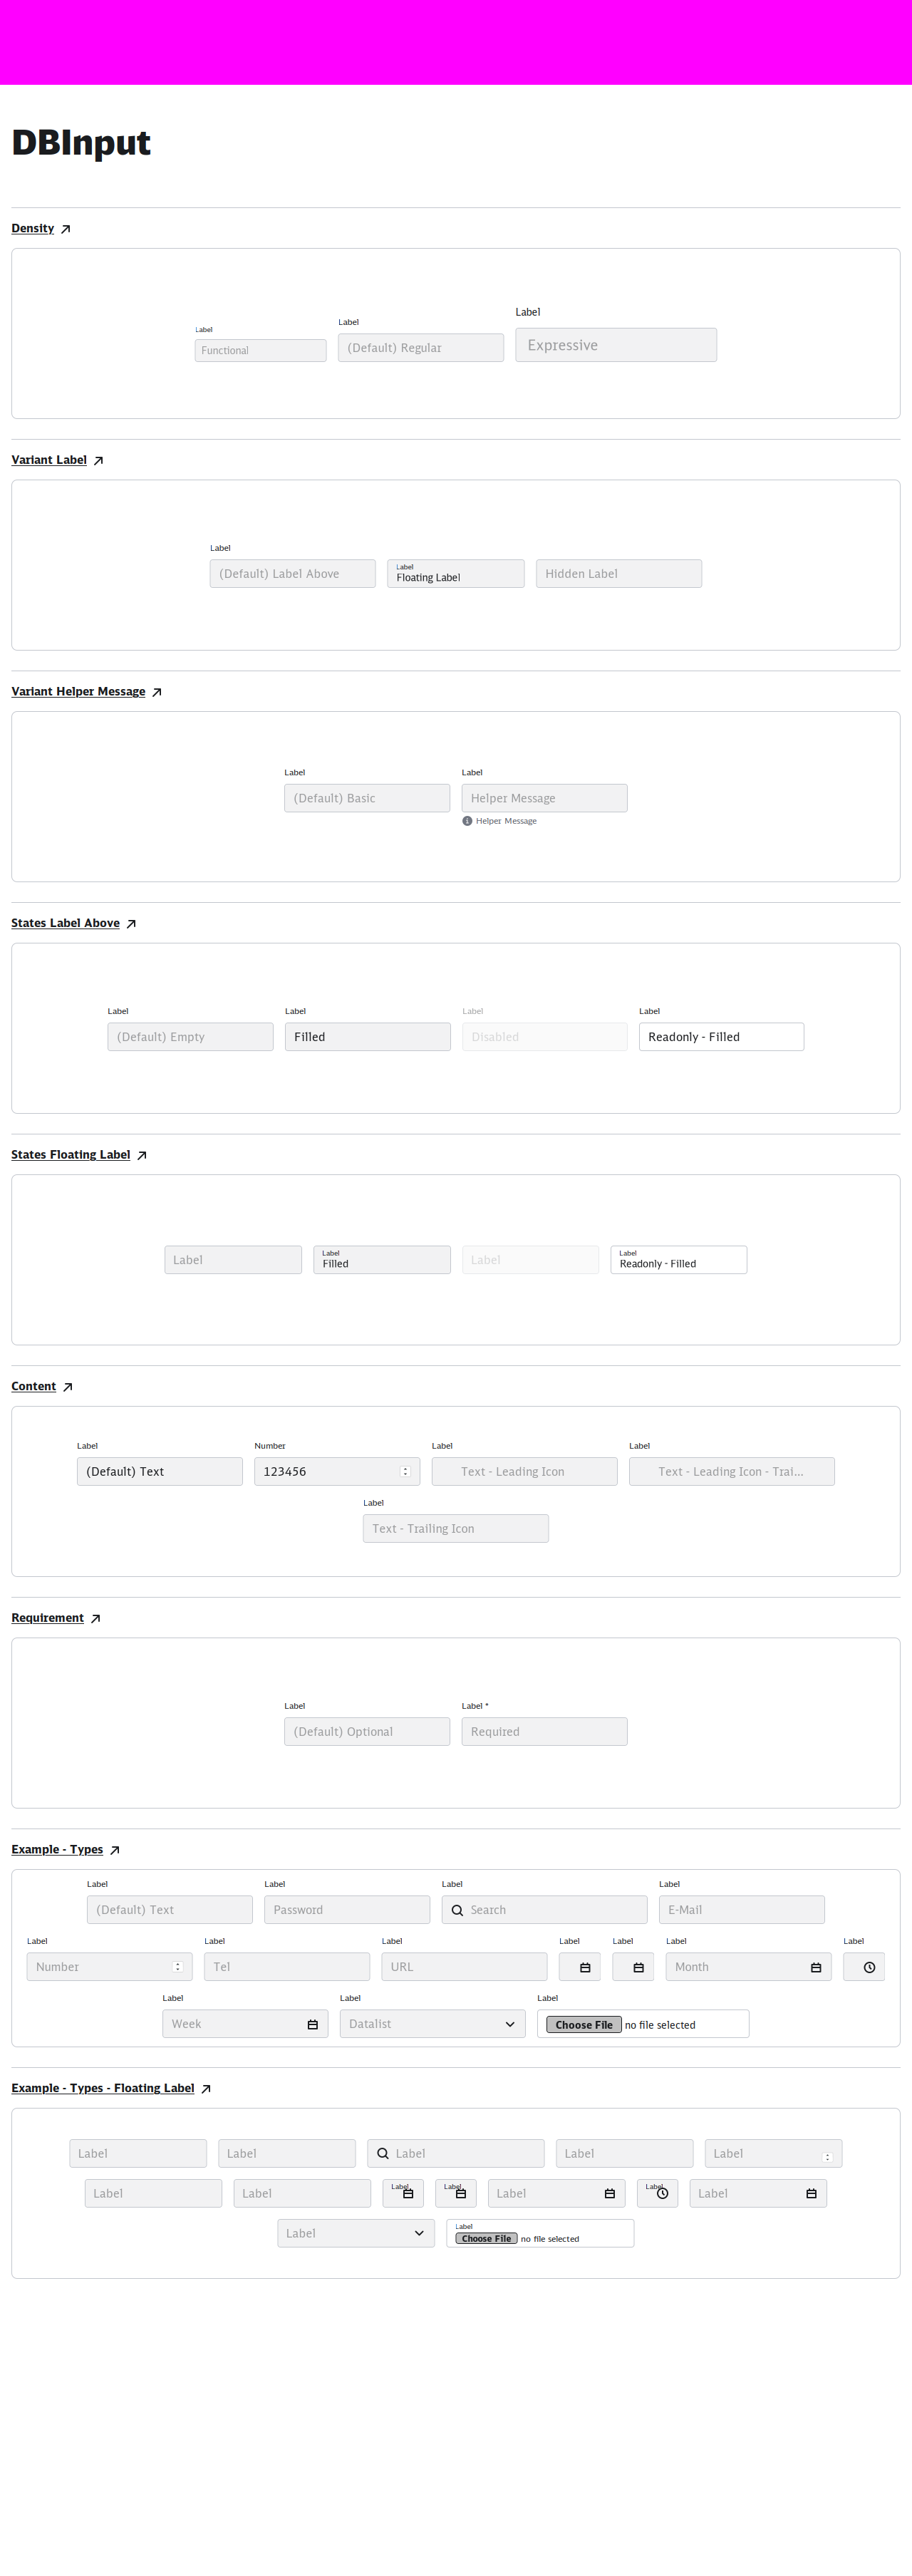 DBInput
Density
Label Label Label
Functional (Default) Regular Expressive
Variant Label
Label
(Default) Label Above Label Floating Label Hidden Label
Variant Helper Message
Label Label
(Default) Basic Helper Message
Helper Message
States Label Above
Label Label Label Label
(Default) Empty Filled Disabled Readonly - Filled
States Floating Label
Label Label Filled Label Label Readonly - Filled
Content
Label Number Label Label
(Default) Text 123456 Text - Leading Icon Text - Leading Icon - Trai...
Label
Text - Trailing Icon
Requirement
Label Label *
(Default) Optional Required
Example - Types
Label Label Label Label
(Default) Text Password Search E-Mail
Label Label Label Label Label Label Label
Number Tel URL Month
Label Label Label
Week Datalist Choose File no file selected
Example - Types - Floating Label
Label Label Label Label Label
Label Label Label Label Label Label Label
Label Label
Choose File no file selected